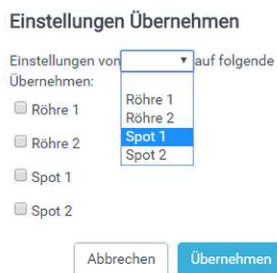 Einstellungen Übernehmen
Einstellungen von auf folgende
Übernehmen:
Röhre 1
Röhre 2
Spot 1
Spot 2
Röhre 1
Röhre 2
Spot 1
Spot 2
Abbrechen Übernehmen